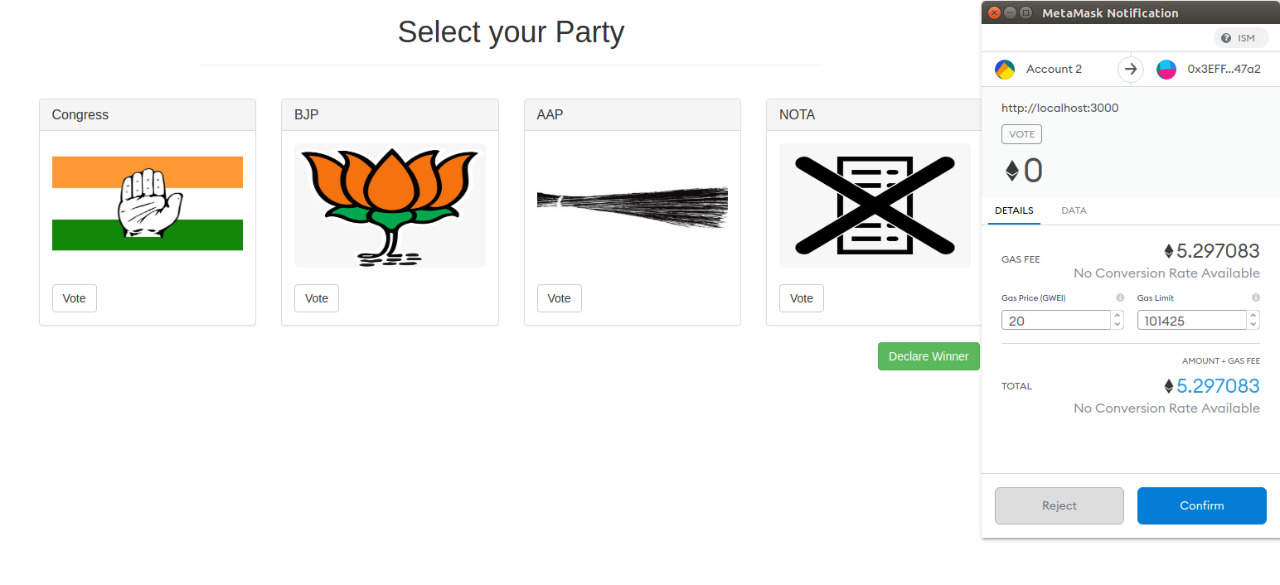 Select your Party
Congress
Vote
BJP
Vote
AAP
Vote
NOTA
Vote
Declare Winner
MetaMask Notification
ISM
Account 2
0x3EFF...47a2
http://localhost:3000
VOTE
0
DETAILS DATA
GAS FEE
5.297083
No Conversion Rate Available
Gas Price (GWEI) Gas Limit
20 101425
AMOUNT + GAS FEE
TOTAL
5.297083
No Conversion Rate Available
Reject Confirm